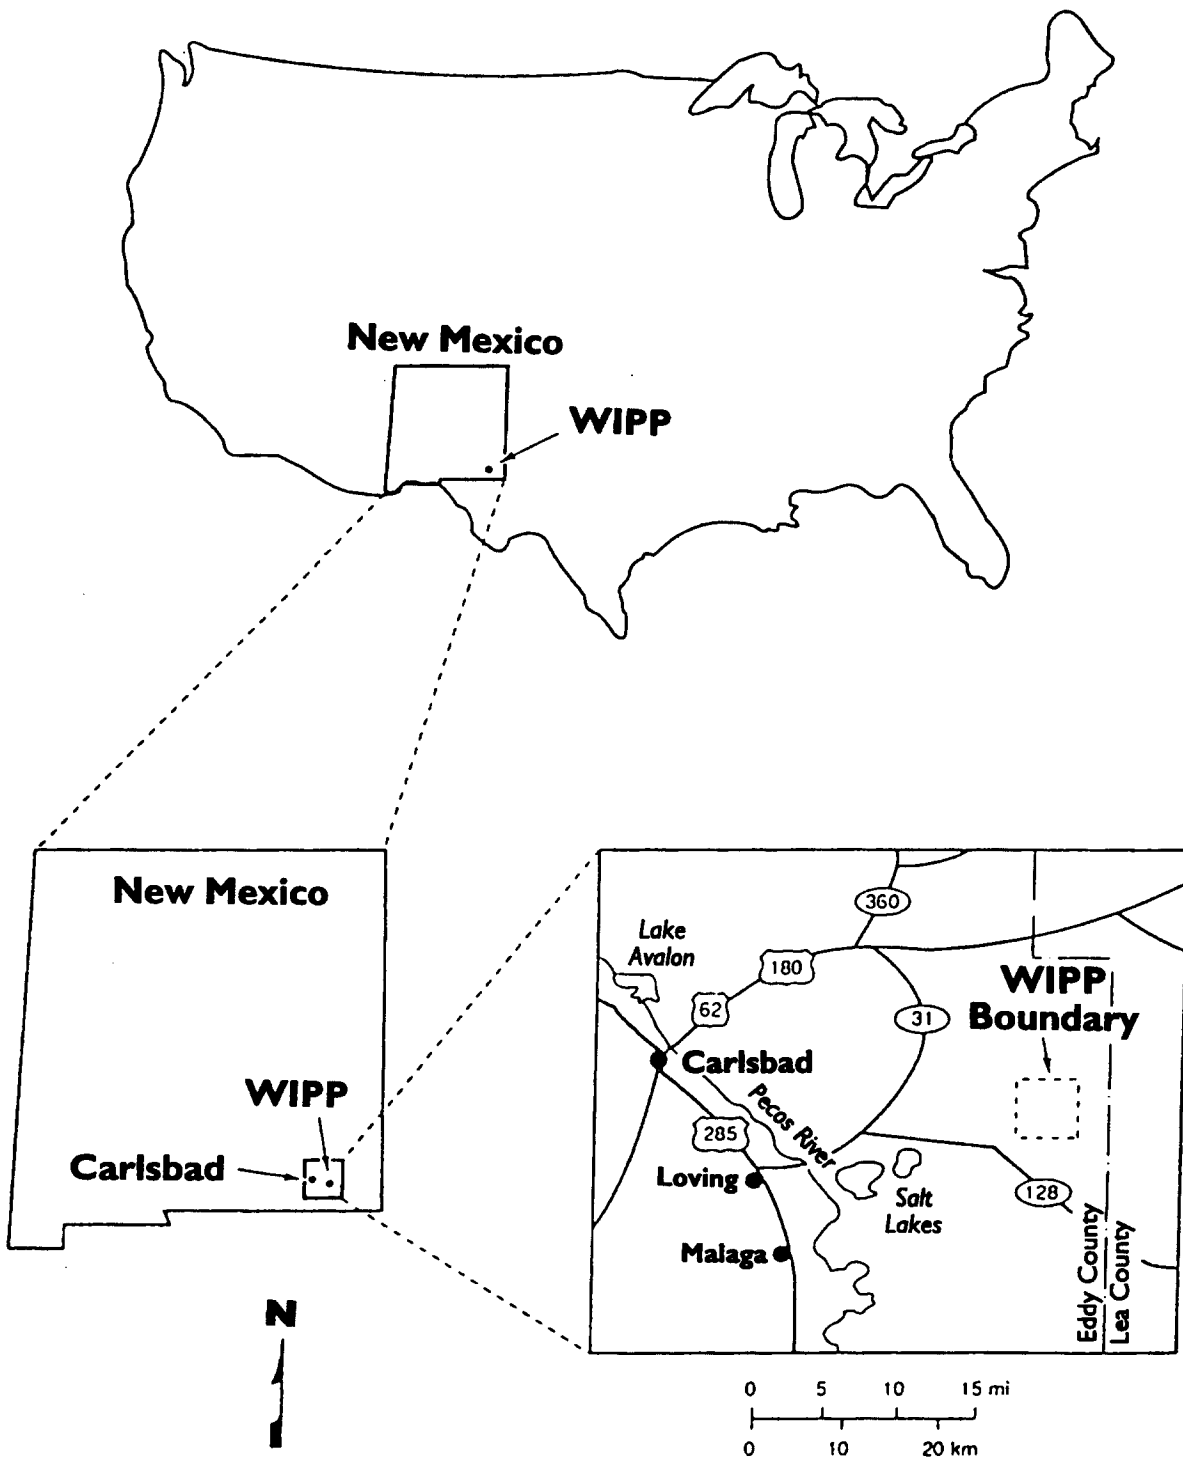 New Mexico
WIPP
New Mexico
WIPP
Carlsbad
N
360
Lake
Avalon
180
62
31
WIPP
Boundary
Carlsbad
Pecos River
285
Loving
Salt
Lakes
128
Malaga
Eddy County
Lea County
0 5 10 15 mi
0 10 20 km